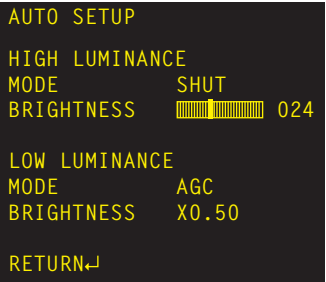 AUTO SETUP
HIGH LUMINANCE
MODE SHUT
BRIGHTNESS 024
LOW LUMINANCE
MODE AGC
BRIGHTNESS X0.50
RETURN↵